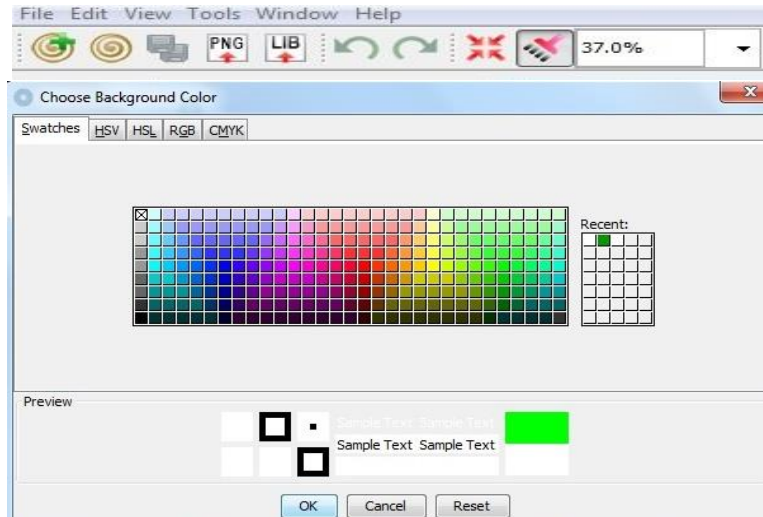 File Edit View Tools Window Help
PNG LIB 37.0%
Choose Background Color
Swatches HSV HSL RGB CMYK
Recent:
Preview
Sample Text Sample Text
Sample Text Sample Text
OK Cancel Reset